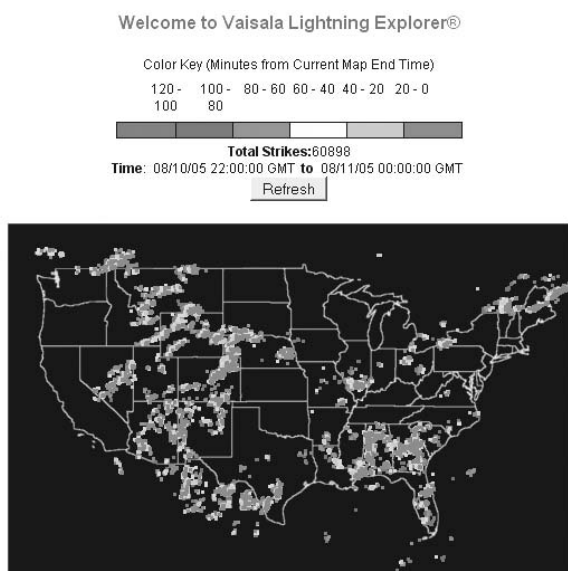 Welcome to Vaisala Lightning Explorer®
Color Key (Minutes from Current Map End Time)
120 - 100 100 - 80 80 - 60 60 - 40 40 - 20 20 - 0
Total Strikes:60898
Time: 08/10/05 22:00:00 GMT to 08/11/05 00:00:00 GMT
Refresh